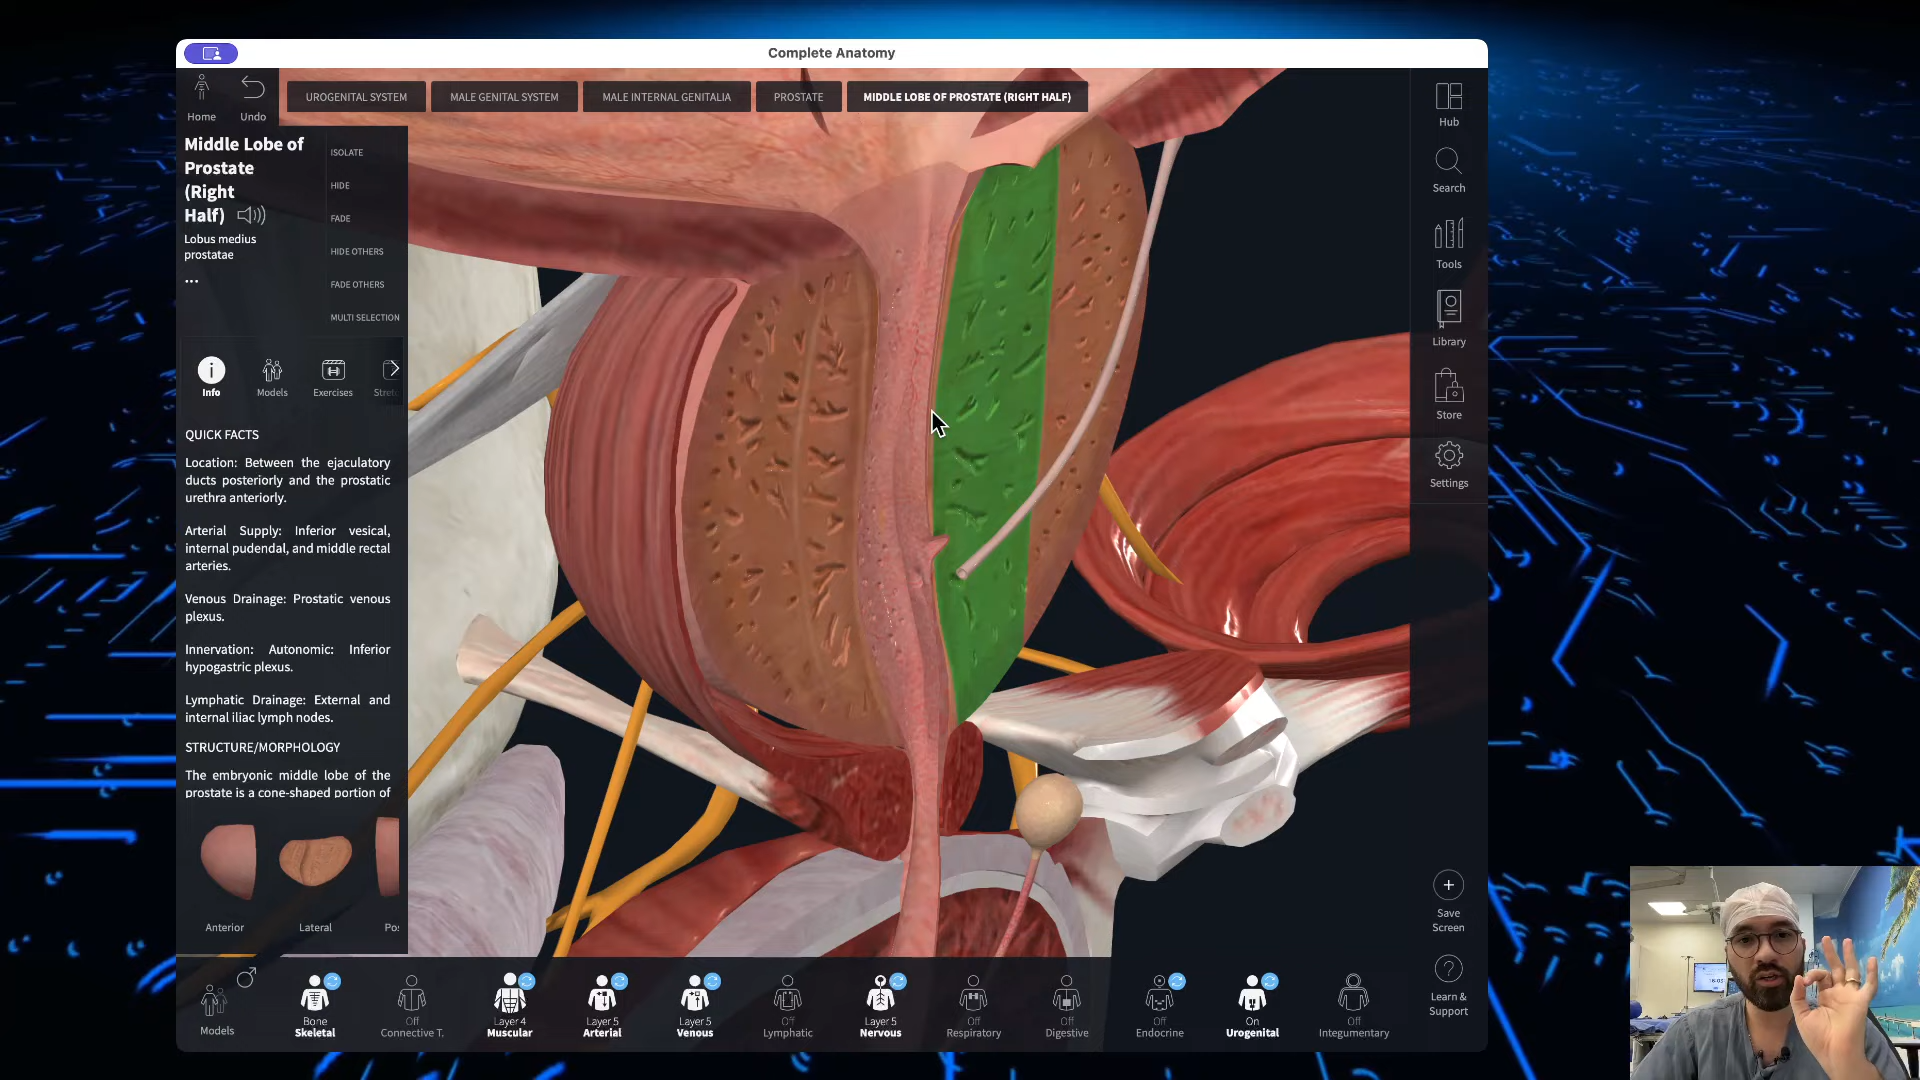 Complete Anatomy
Home
Undo
UROGENITAL SYSTEM
MALE GENITAL SYSTEM
MALE INTERNAL GENITALIA
PROSTATE
MIDDLE LOBE OF PROSTATE (RIGHT HALF)
Middle Lobe of
Prostate
(Right
Half)
Lobus medius
prostatae
...
ISOLATE
HIDE
FADE
HIDE OTHERS
FADE OTHERS
MULTI SELECTION
Info
Models
Exercises
Stretc
QUICK FACTS
Location: Between the ejaculatory
ducts posteriorly and the prostatic
urethra anteriorly.
Arterial Supply: Inferior vesical,
internal pudendal, and middle rectal
arteries.
Venous Drainage: Prostatic venous
plexus.
Innervation: Autonomic: Inferior
hypogastric plexus.
Lymphatic Drainage: External and
internal iliac lymph nodes.
STRUCTURE/MORPHOLOGY
The embryonic middle lobe of the
prostate is a cone-shaped portion of
Anterior
Lateral
Pos
Hub
Search
Tools
Library
Store
Settings
Save
Screen
Learn &
Support
Models
Bone
Skeletal
Off
Connective T.
Layer 4
Muscular
Layer 5
Arterial
Layer 5
Venous
Off
Lymphatic
Layer 5
Nervous
Off
Respiratory
Off
Digestive
Off
Endocrine
On
Urogenital
Off
Integumentary